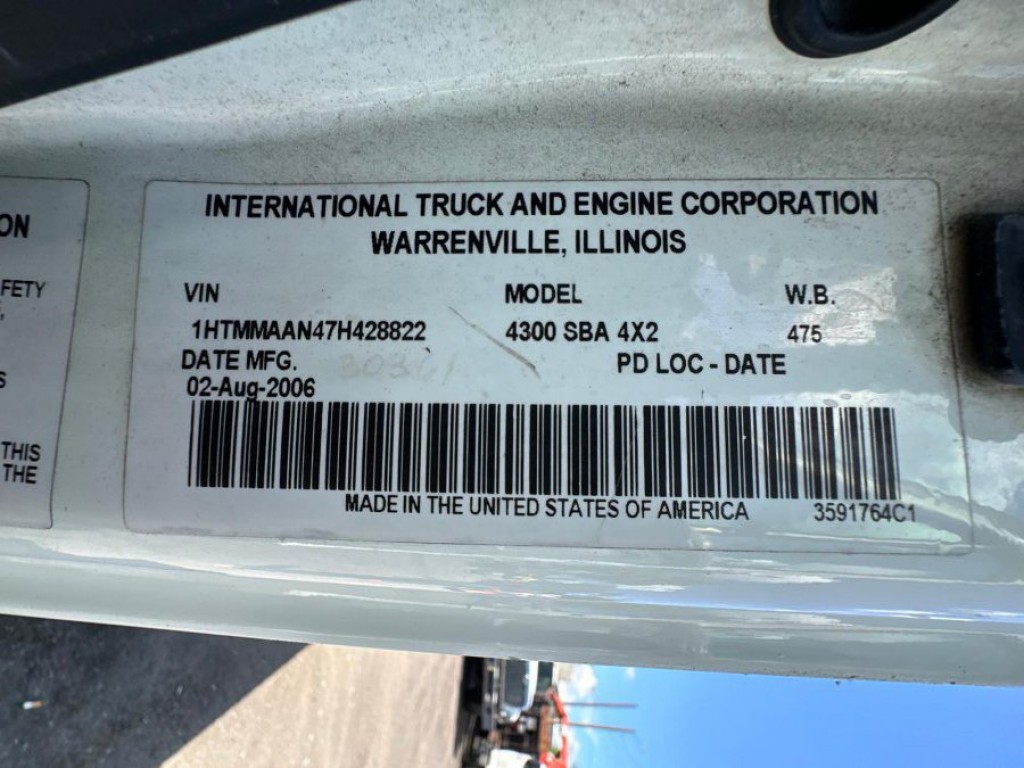 ON
FETY
S
THIS
THE
INTERNATIONAL TRUCK AND ENGINE CORPORATION
WARRENVILLE, ILLINOIS
VIN MODEL W.B.
1HTMMAAN47H428822 4300 SBA 4X2 475
DATE MFG. PD LOC - DATE
02-Aug-2006
MADE IN THE UNITED STATES OF AMERICA 3591764C1